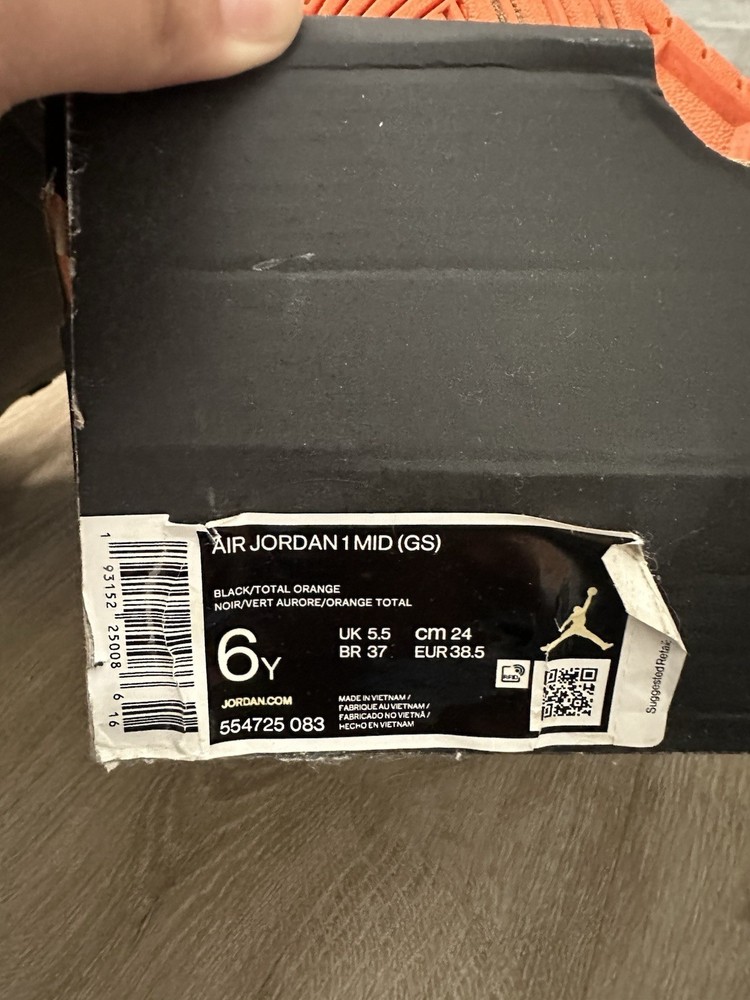 AIR JORDAN 1 MID (GS)
BLACK/TOTAL ORANGE
NOIR/VERT AURORE/ORANGE TOTAL
6Y
UK 5.5 cm 24
BR 37 EUR 38.5
RFID
JORDAN.COM
554725 083
MADE IN VIETNAM /
FABRIQUE AU VIETNAM /
FABRICADO NO VIETNÃ /
HECHO EN VIETNAM
1 93152 25008 6 16
Suggested Retail